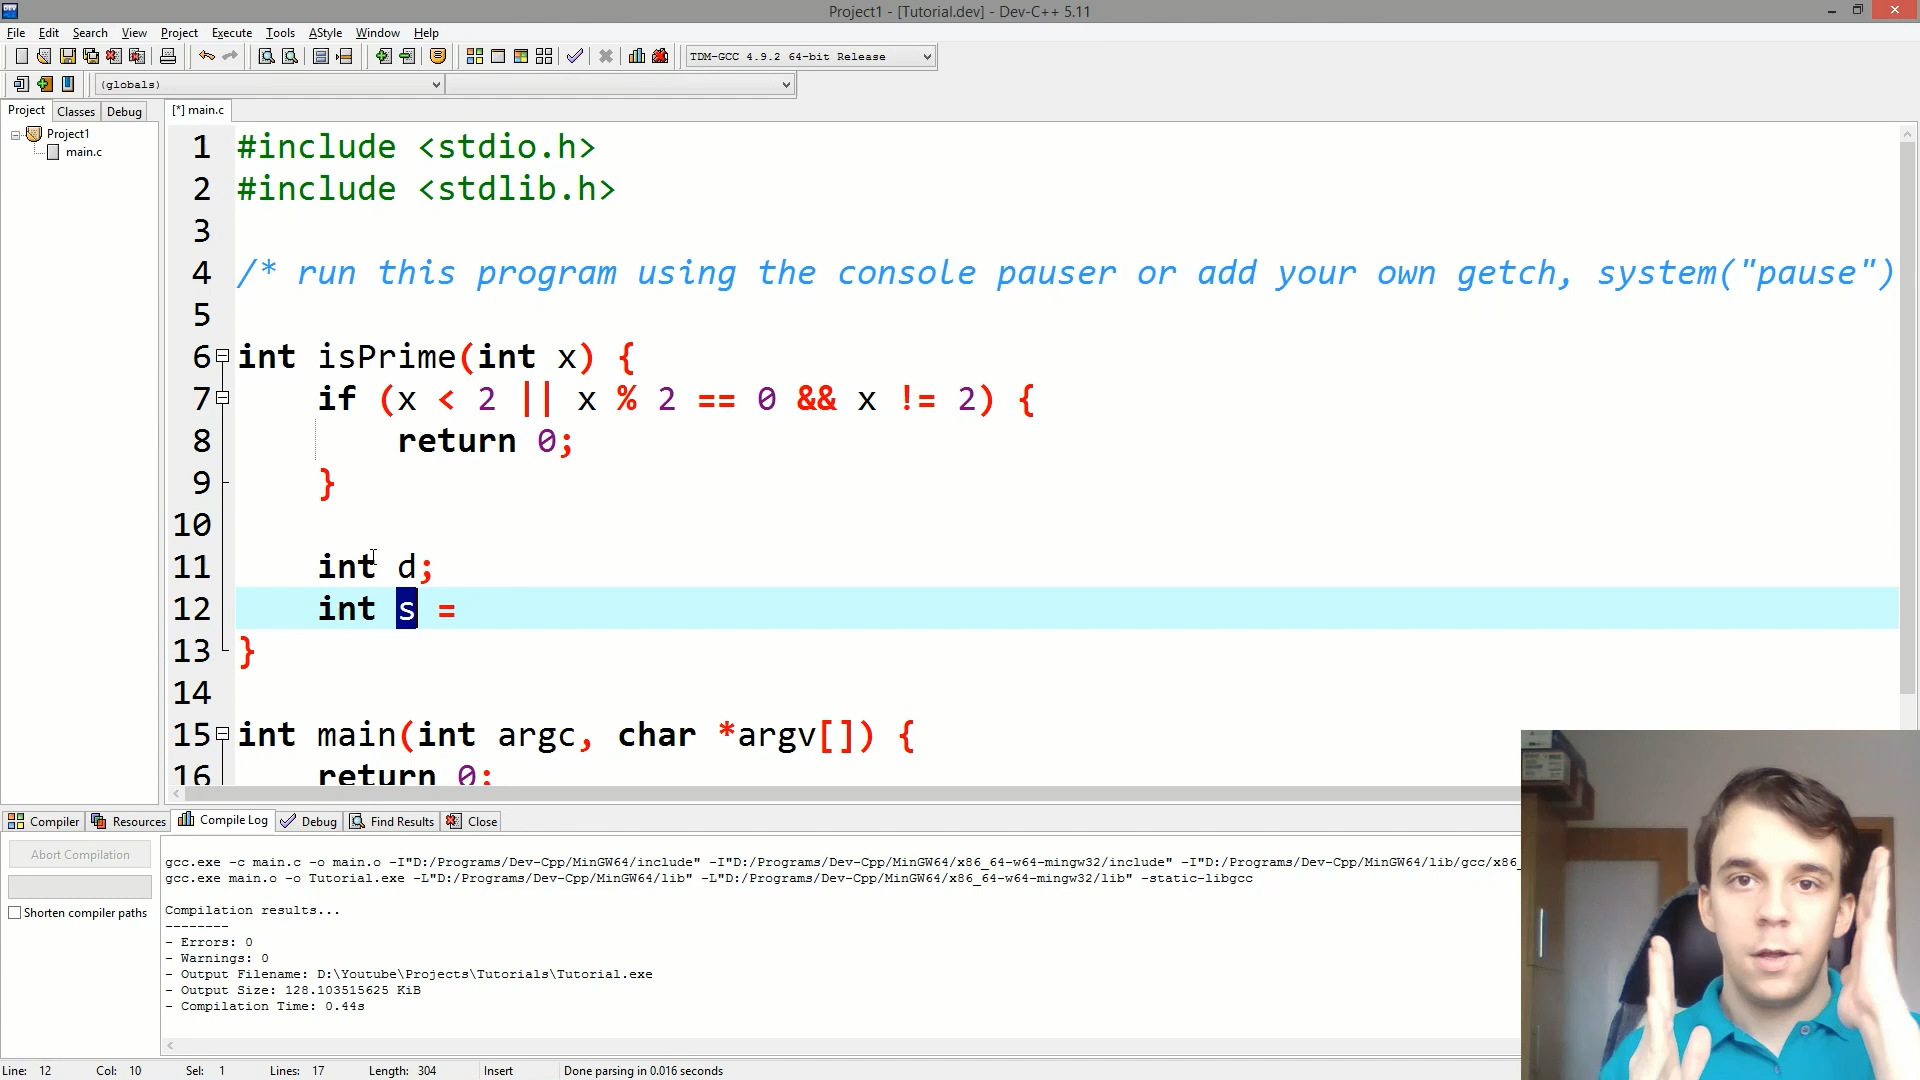 Project1 - [Tutorial.dev] - Dev-C++ 5.11
File Edit Search View Project Execute Tools AStyle Window Help
TDM-GCC 4.9.2 64-bit Release
(globals)
Project Classes Debug
[*] main.c
Project1
main.c
1 #include <stdio.h>
2 #include <stdlib.h>
3
4 /* run this program using the console pauser or add your own getch, system("pause")
5
6 int isPrime(int x) {
7 if (x < 2 || x % 2 == 0 && x != 2) {
8 return 0;
9 }
10
11 int d;
12 int s =
13 }
14
15 int main(int argc, char *argv[]) {
16 return 0;
Compiler Resources Compile Log Debug Find Results Close
Abort Compilation
Shorten compiler paths
gcc.exe -c main.c -o main.o -I"D:/Programs/Dev-Cpp/MinGW64/include" -I"D:/Programs/Dev-Cpp/MinGW64/x86_64-w64-mingw32/include" -I"D:/Programs/Dev-Cpp/MinGW64/lib/gcc/x86_
gcc.exe main.o -o Tutorial.exe -L"D:/Programs/Dev-Cpp/MinGW64/lib" -L"D:/Programs/Dev-Cpp/MinGW64/x86_64-w64-mingw32/lib" -static-libgcc
Compilation results...
--------
- Errors: 0
- Warnings: 0
- Output Filename: D:\Youtube\Projects\Tutorials\Tutorial.exe
- Output Size: 128.103515625 KiB
- Compilation Time: 0.44s
Line: 12 Col: 10 Sel: 1 Lines: 17 Length: 304 Insert Done parsing in 0.016 seconds